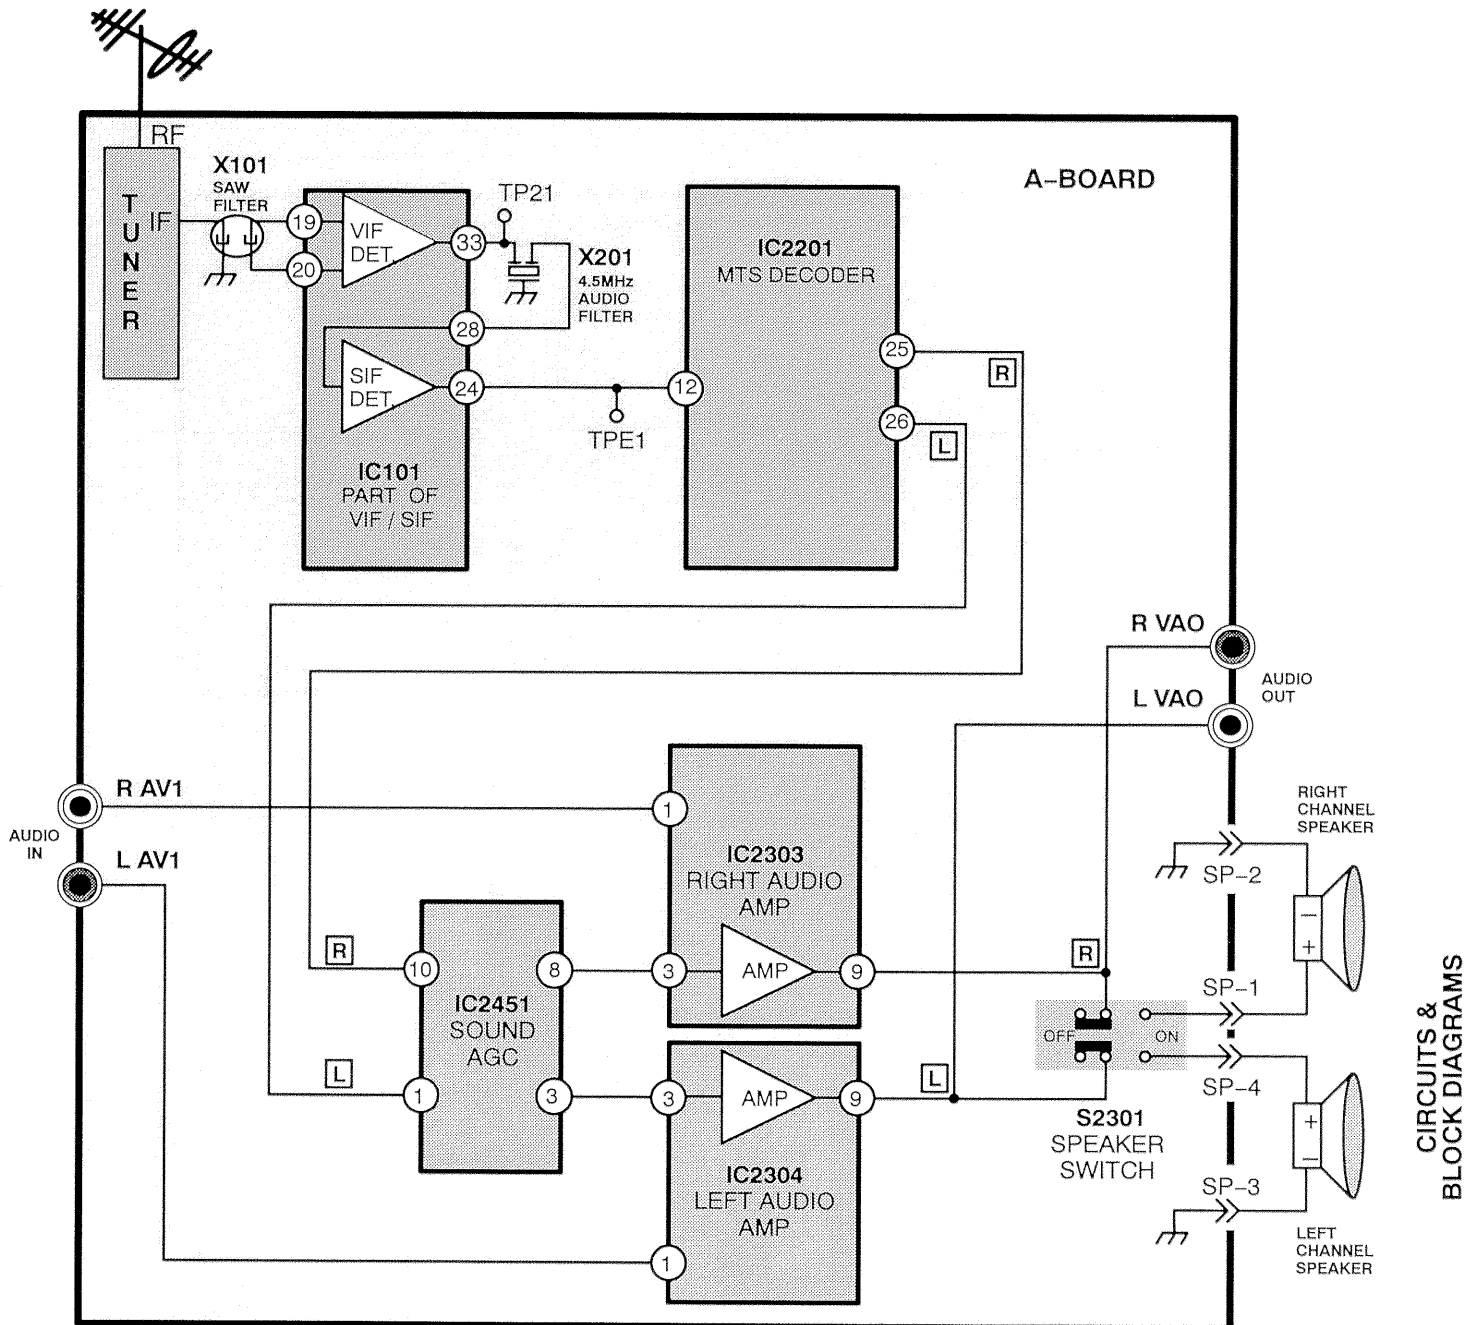 RF
TUNER
IF
X101
SAW
FILTER
19
20
VIF
DET.
33
TP21
X201
4.5MHz
AUDIO
FILTER
28
SIF
DET.
24
TPE1
IC101
PART OF
VIF / SIF
A-BOARD
IC2201
MTS DECODER
12
25
R
26
L
R VAO
AUDIO
OUT
L VAO
R AV1
AUDIO
IN
L AV1
1
IC2303
RIGHT AUDIO
AMP
R
10
8
3
AMP
9
R
IC2451
SOUND
AGC
L
1
3
3
AMP
9
L
IC2304
LEFT AUDIO
AMP
1
OFF
ON
S2301
SPEAKER
SWITCH
RIGHT
CHANNEL
SPEAKER
SP-2
−
+
SP-1
SP-4
+
−
SP-3
LEFT
CHANNEL
SPEAKER
CIRCUITS &
BLOCK DIAGRAMS